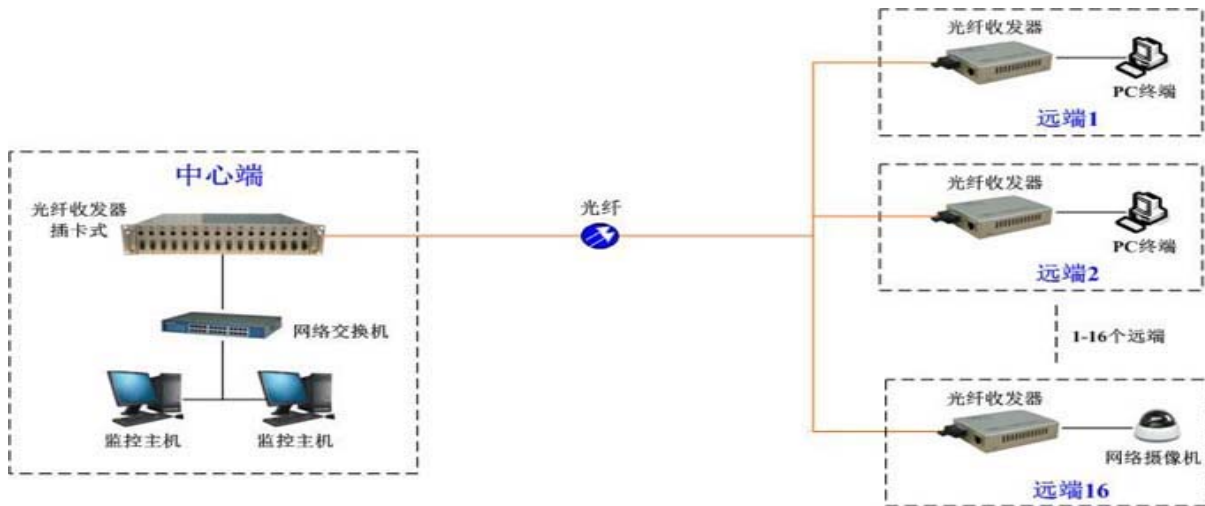 中心端
光纤收发器
插卡式
网络交换机
监控主机
监控主机
光纤
光纤收发器
PC终端
远端1
光纤收发器
PC终端
远端2
1-16个远端
光纤收发器
网络摄像机
远端16